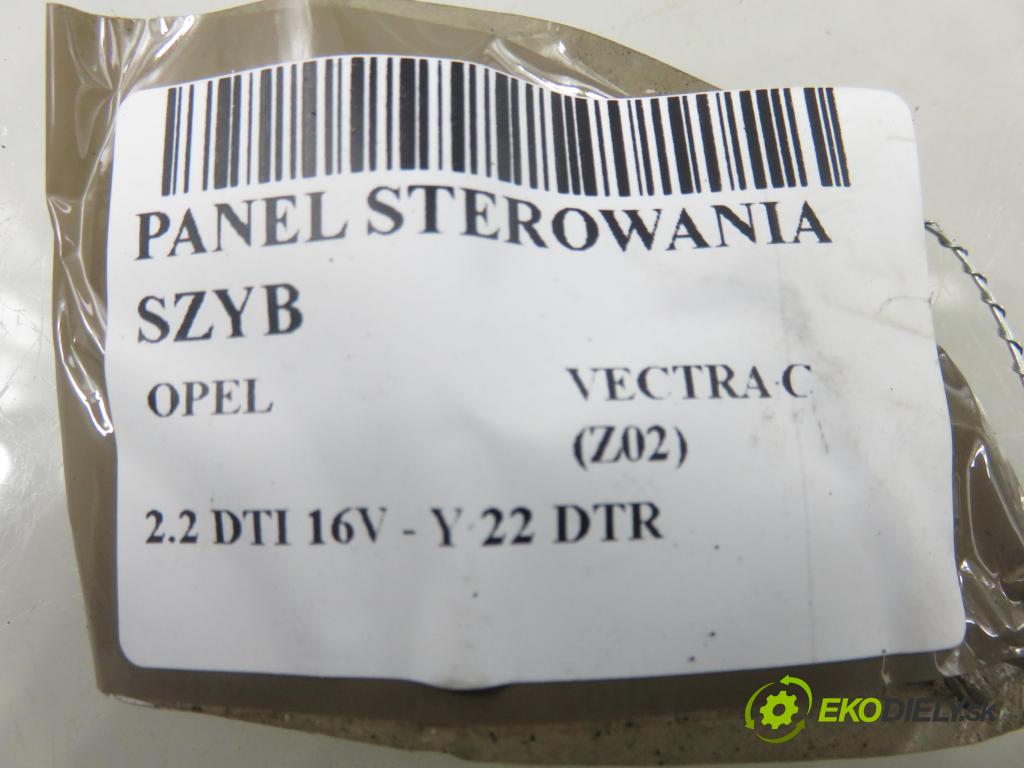 PANEL STEROWANIA
SZYB
OPEL VECTRA C
(Z02)
2.2 DTI 16V - Y 22 DTR
EKODIELY.SK